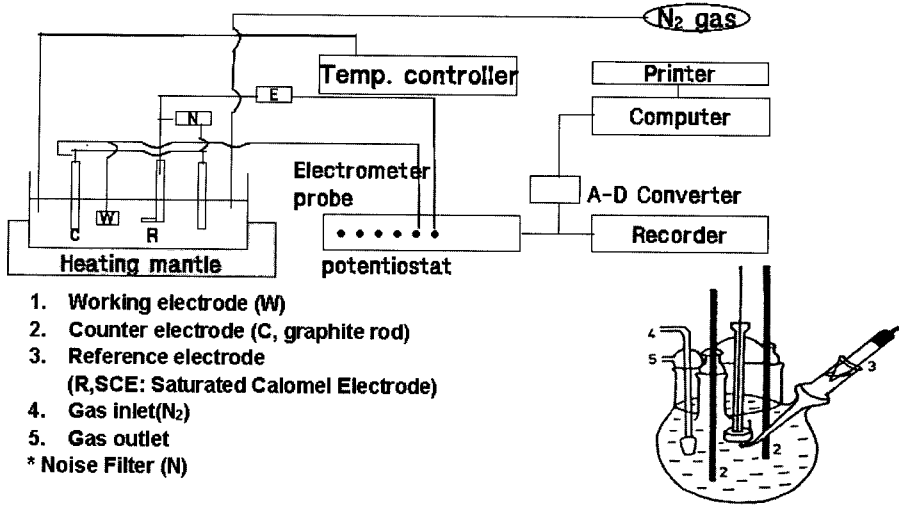 N₂ gas
Temp. controller
Printer
E
Computer
N
Electrometer
probe
A-D Converter
W
C
R
Recorder
Heating mantle
potentiostat
1. Working electrode (W)
2. Counter electrode (C, graphite rod)
3. Reference electrode
(R,SCE: Saturated Calomel Electrode)
4. Gas inlet(N₂)
5. Gas outlet
* Noise Filter (N)
4
5
3
2
2